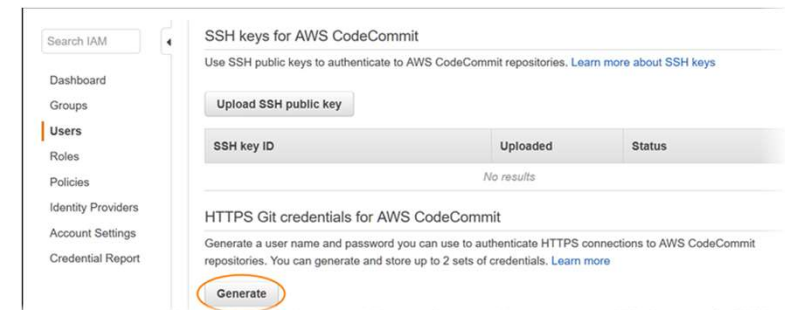 Search IAM
Dashboard
Groups
Users
Roles
Policies
Identity Providers
Account Settings
Credential Report
SSH keys for AWS CodeCommit
Use SSH public keys to authenticate to AWS CodeCommit repositories. Learn more about SSH keys
Upload SSH public key
SSH key ID Uploaded Status
No results
HTTPS Git credentials for AWS CodeCommit
Generate a user name and password you can use to authenticate HTTPS connections to AWS CodeCommit
repositories. You can generate and store up to 2 sets of credentials. Learn more
Generate